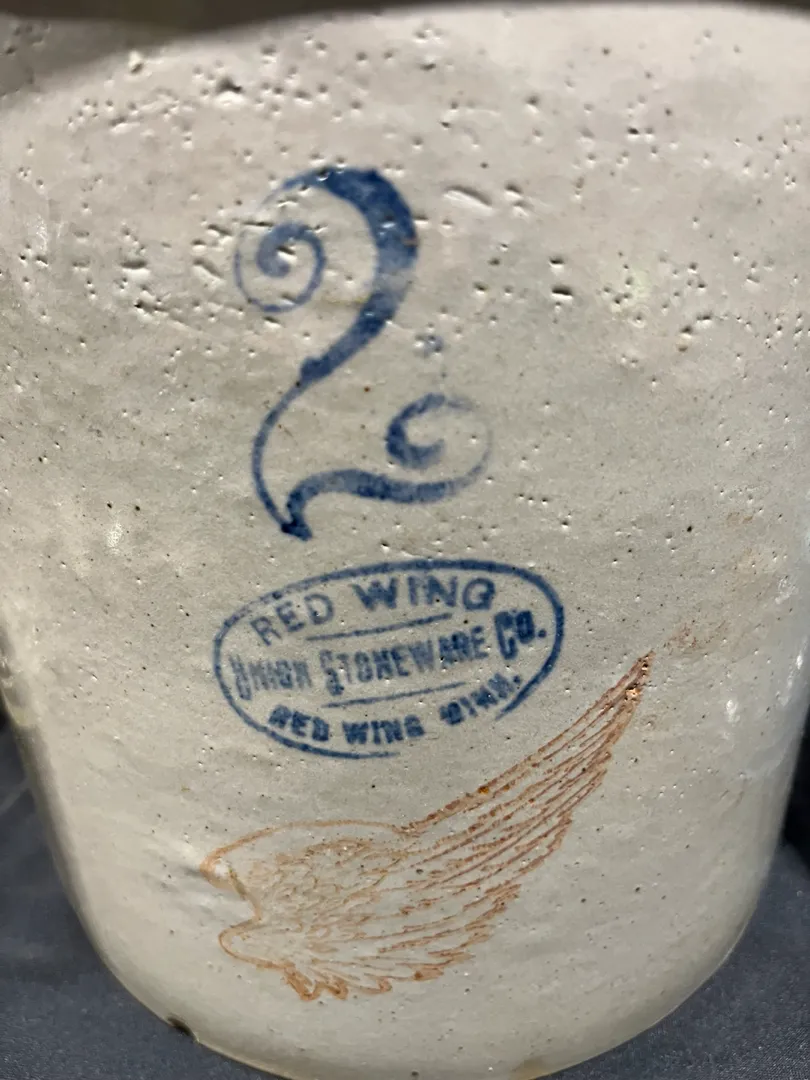 2
RED WING
UNION STONEWARE CO.
RED WING MINN.